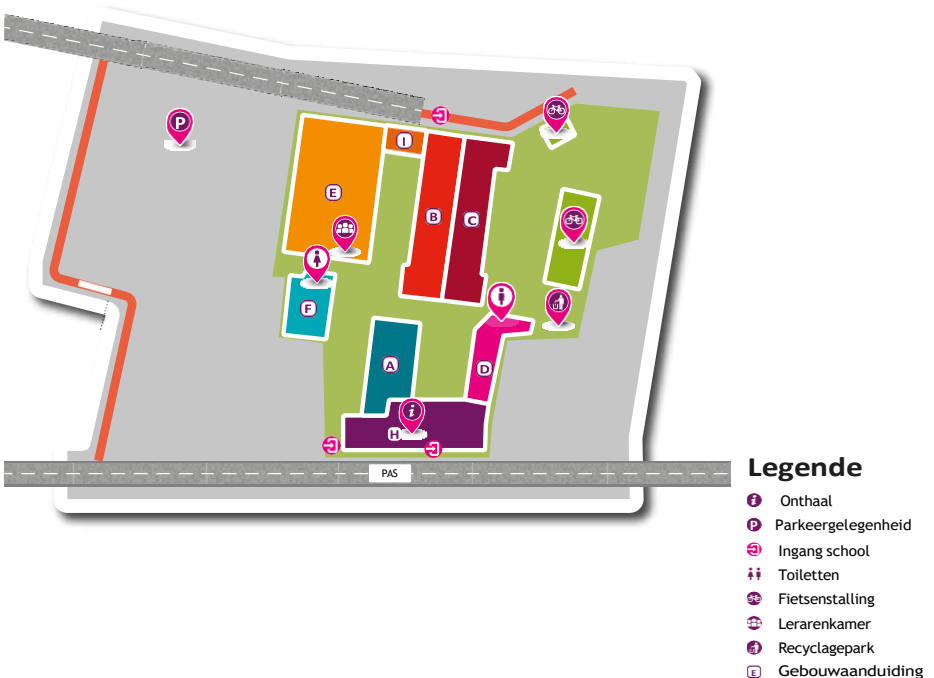 P
I
E
B
C
F
A
D
i
H
PAS
Legende
i Onthaal
P Parkeergelegenheid
Ingang school
Toiletten
Fietsenstalling
Lerarenkamer
Recyclagepark
E Gebouwaanduiding